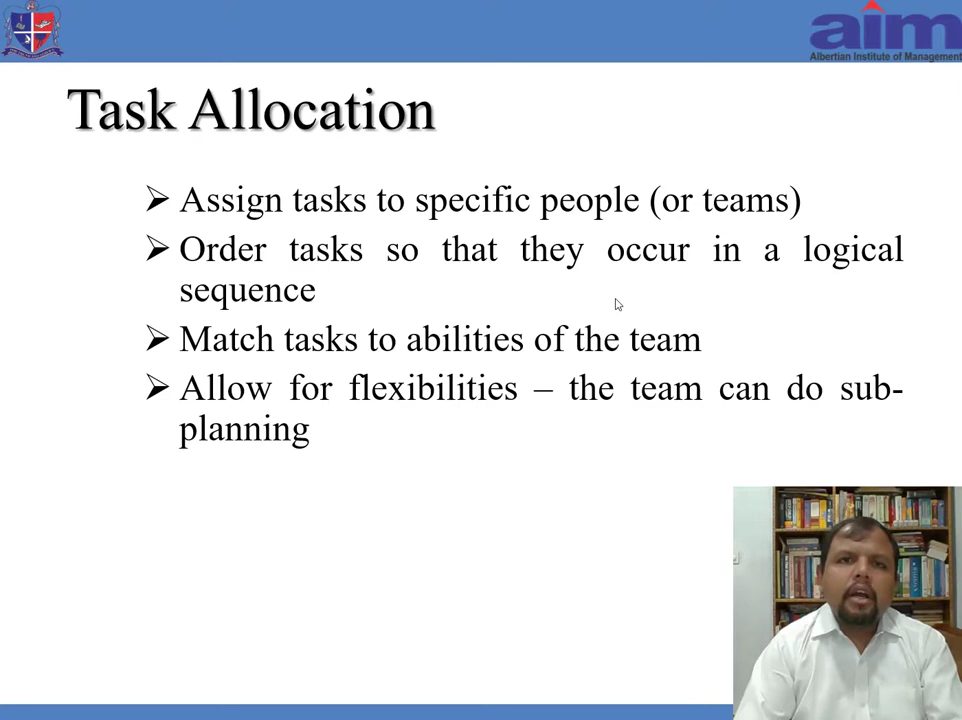 aim
Albertian Institute of Management
Task Allocation
➢ Assign tasks to specific people (or teams)
➢ Order tasks so that they occur in a logical
sequence
➢ Match tasks to abilities of the team
➢ Allow for flexibilities – the team can do sub-
planning